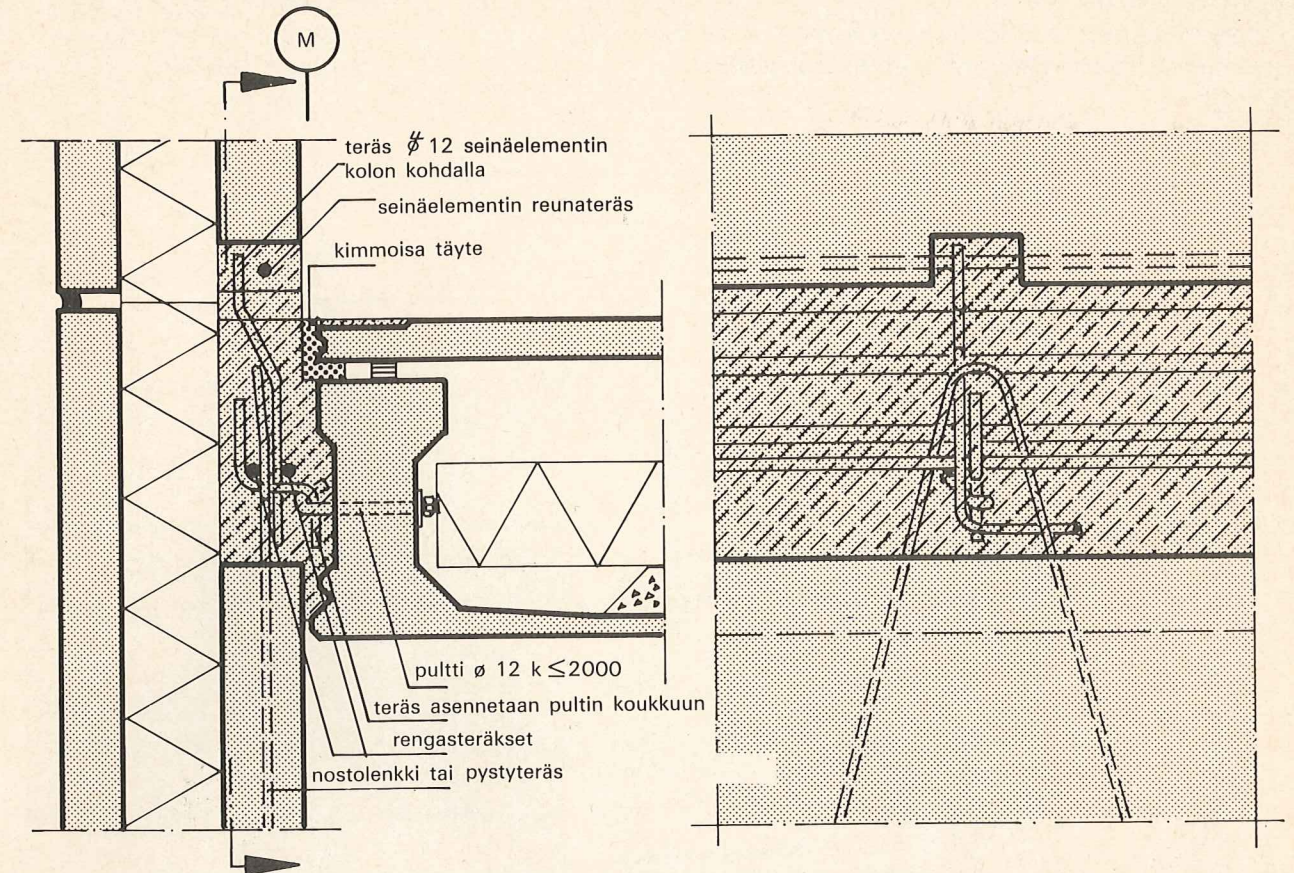 M
teräs ⌀ 12 seinäelementin
kolon kohdalla
seinäelementin reunateräs
kimmoisa täyte
pultti ø 12 k ≤2000
teräs asennetaan pultin koukkuun
rengasteräkset
nostolenkki tai pystyteräs